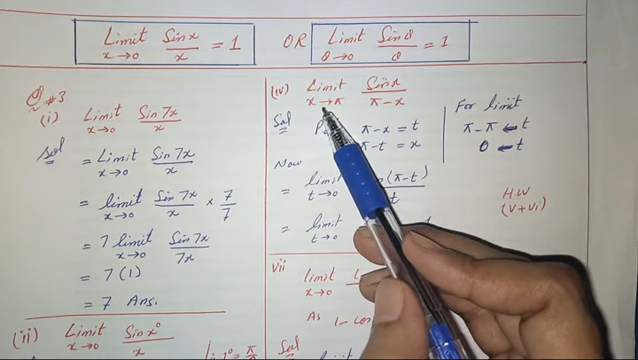 Limit x→0 Sinx/x = 1 OR Limit θ→0 Sinθ/θ = 1
Q #3
(i) Limit x→0 Sin7x/x
Sol
= Limit x→0 Sin7x/x
= limit x→0 Sin7x/x × 7/7
= 7 limit x→0 Sin7x/7x
= 7 (1)
= 7 Ans.
(ii) Limit x→0 Sinx°/x
(iv) Limit x→π Sinx/π-x
Sol
π-x = t
π-t = x
For limit
π-π ← t
0 ← t
Now
= limit t→0 (π-t)/t
= limit t→0
H.W
(v+vi)
vii
limit x→0
As 1-cos
Sol